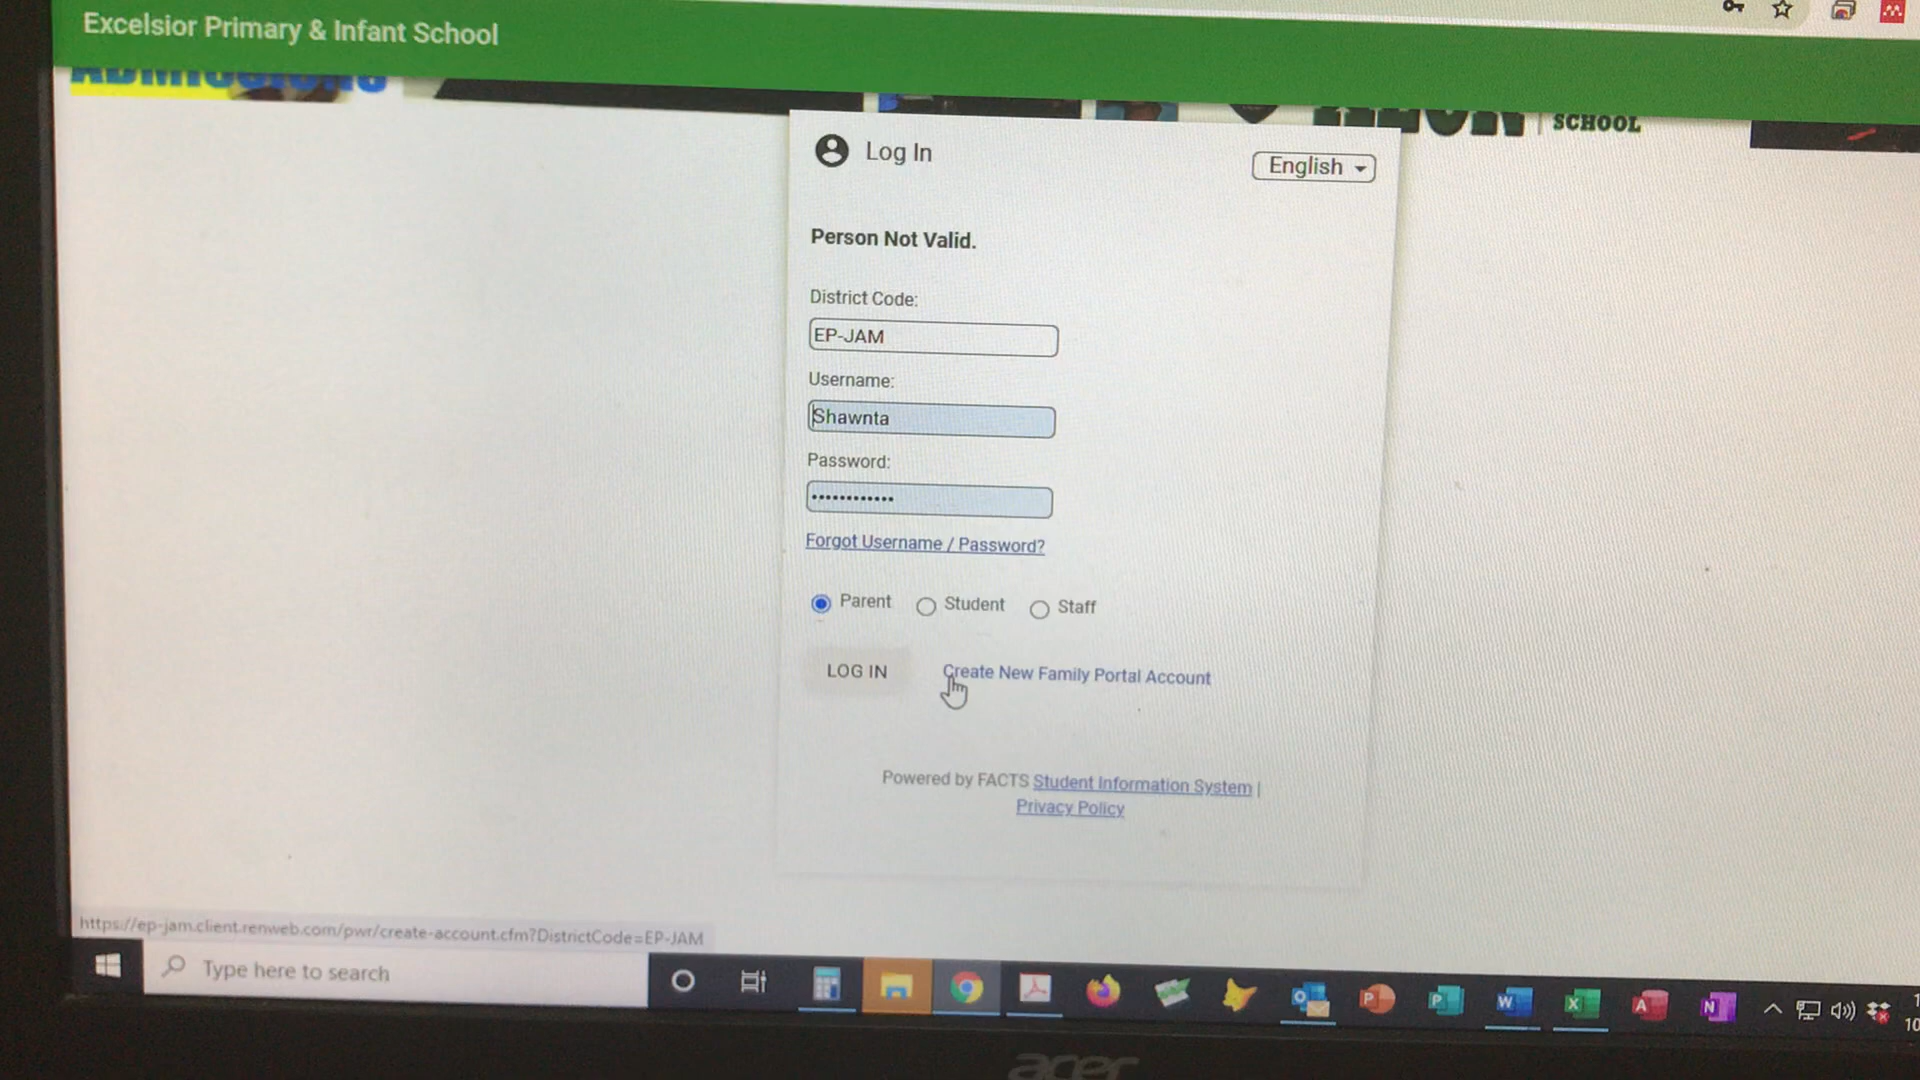 Excelsior Primary & Infant School
ADMISSIONS
SCHOOL
Log In
English
Person Not Valid.
District Code:
EP-JAM
Username:
Shawnta
Password:
••••••••••••
Forgot Username / Password?
Parent Student Staff
LOG IN Create New Family Portal Account
Powered by FACTS Student Information System |
Privacy Policy
https://ep-jam.client.renweb.com/pwr/create-account.cfm?DistrictCode=EP-JAM
Type here to search
acer